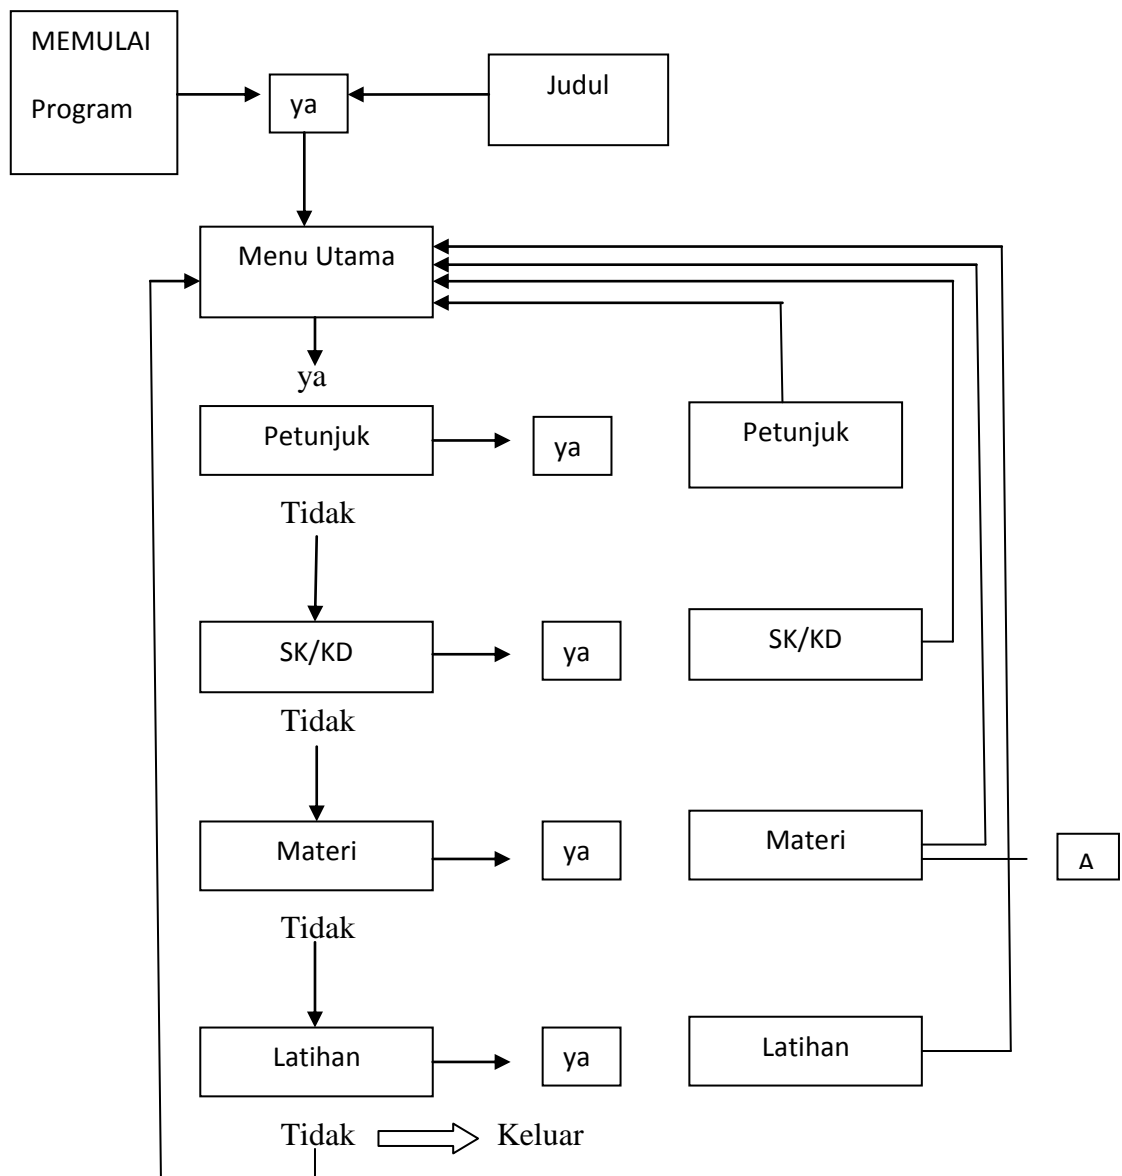 MEMULAI
Program
ya
Judul
Menu Utama
ya
Petunjuk
ya
Petunjuk
Tidak
SK/KD
ya
SK/KD
Tidak
Materi
ya
Materi
A
Tidak
Latihan
ya
Latihan
Tidak
Keluar